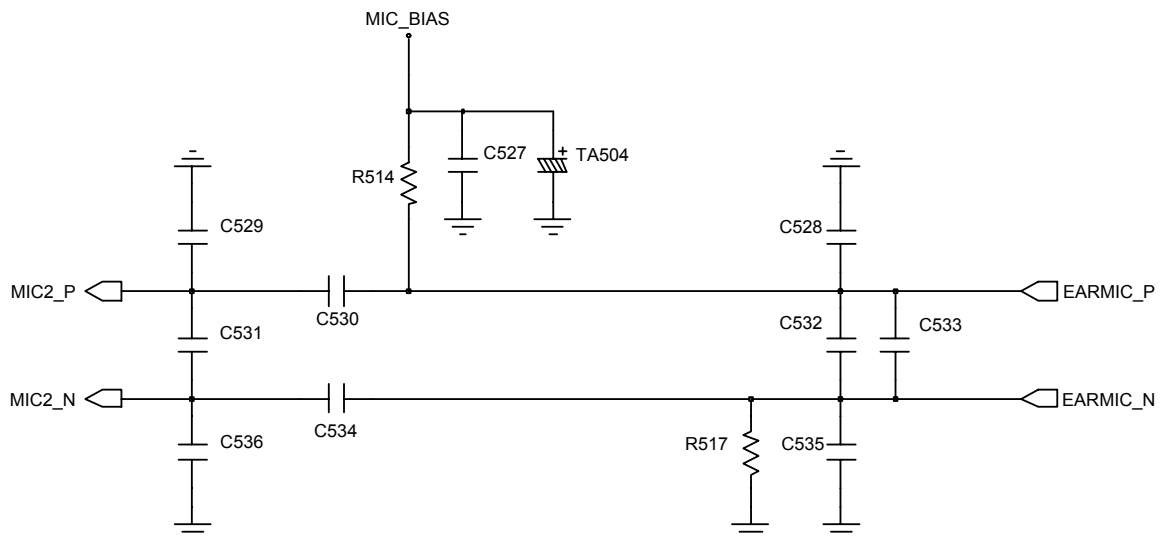 MIC_BIAS
C527
+
TA504
R514
C529
C528
MIC2_P
C530
EARMIC_P
C531
C532
C533
MIC2_N
C534
EARMIC_N
C536
R517
C535